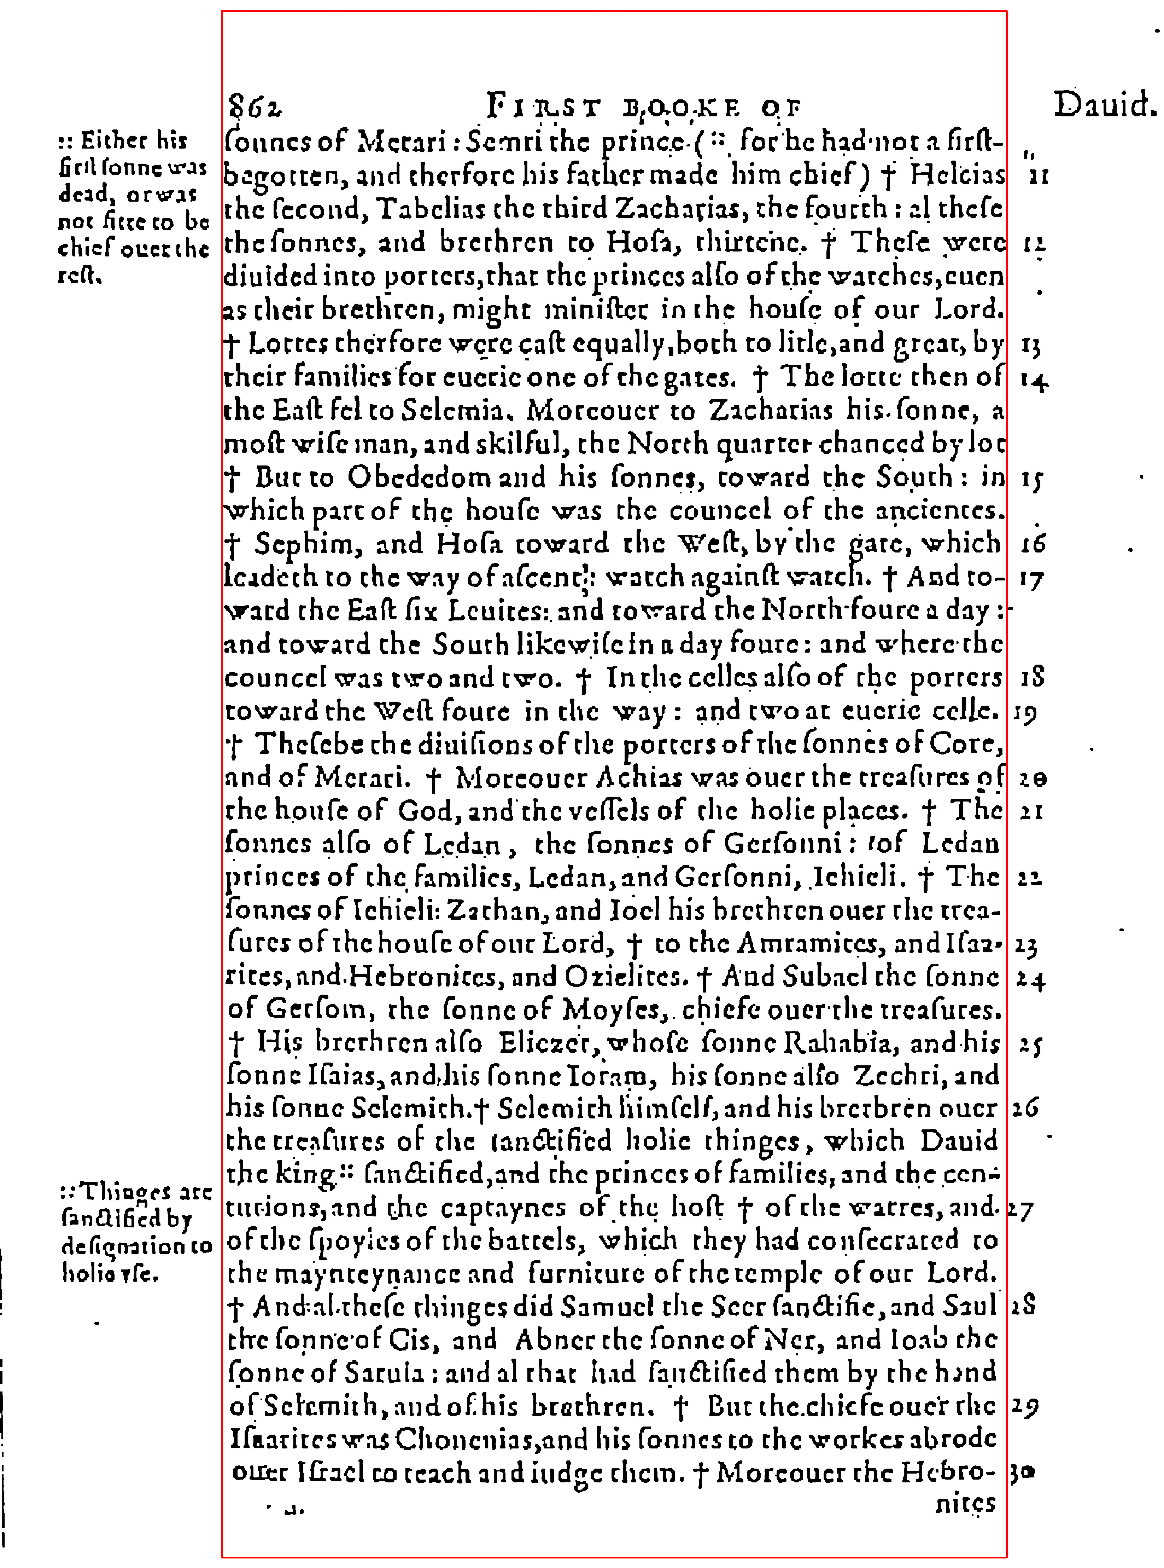 862 FIRST BOOKE OF Dauid.
:: Either his
first sonne was
dead, or was
not fitte to be
chief ouer the
rest.
sonnes of Merari : Semri the prince (:: for he had not a first-
begotten, and therfore his father made him chief) † Helcias 11
the second, Tabelias the third Zacharias, the fourth : al these
the sonnes, and brethren to Hosa, thirtene. † These were 12
diuided into porters, that the princes also of the watches, euen
as their brethren, might minister in the house of our Lord.
† Lottes therfore were cast equally, both to litle, and great, by 13
their families for euerie one of the gates. † The lotte then of 14
the East fel to Selemia. Moreouer to Zacharias his sonne, a
most wise man, and skilful, the North quarter chanced by lot
† But to Obededom and his sonnes, toward the South : in 15
which part of the house was the councel of the ancientes.
† Sephim, and Hosa toward the West, by the gate, which 16
leadeth to the way of ascent: watch against watch. † And to- 17
ward the East six Leuites: and toward the North foure a day :
and toward the South likewise in a day foure : and where the
councel was two and two. † In the celles also of the porters 18
toward the West foure in the way : and two at euerie celle. 19
† These be the diuisions of the porters of the sonnes of Core,
and of Merari. † Moreouer Achias was ouer the treasures of 20
the house of God, and the vessels of the holie places. † The 21
sonnes also of Ledan, the sonnes of Gersonni : of Ledan
princes of the families, Ledan, and Gersonni, Iehieli. † The 22
sonnes of Iehieli: Zathan, and Ioel his brethren ouer the trea-
sures of the house of our Lord, † to the Amramites, and Isaa- 23
rites, and Hebronites, and Ozielites. † And Subael the sonne 24
of Gersom, the sonne of Moyses, chiefe ouer the treasures.
† His brethren also Eliezer, whose sonne Rahabia, and his 25
sonne Isaias, and his sonne Ioram, his sonne also Zechri, and
his sonne Selemith. † Selemith himself, and his brethren ouer 26
the treasures of the sanctified holie thinges, which Dauid
the king :: sanctified, and the princes of families, and the cen-
turions, and the captaynes of the host † of the warres, and 27
of the spoyles of the battels, which they had consecrated to
the maynteynance and furniture of the temple of our Lord.
† And al these thinges did Samuel the Seer sanctifie, and Saul 28
the sonne of Cis, and Abner the sonne of Ner, and Ioab the
sonne of Saruia : and al that had sanctified them by the hand
of Selemith, and of his brethren. † But the chiefe ouer the 29
Isaarites was Chonenias, and his sonnes to the workes abrode
ouer Israel to teach and iudge them. † Moreouer the Hebro- 30
nites
:: Thinges are
sanctified by
designation to
holie vse.